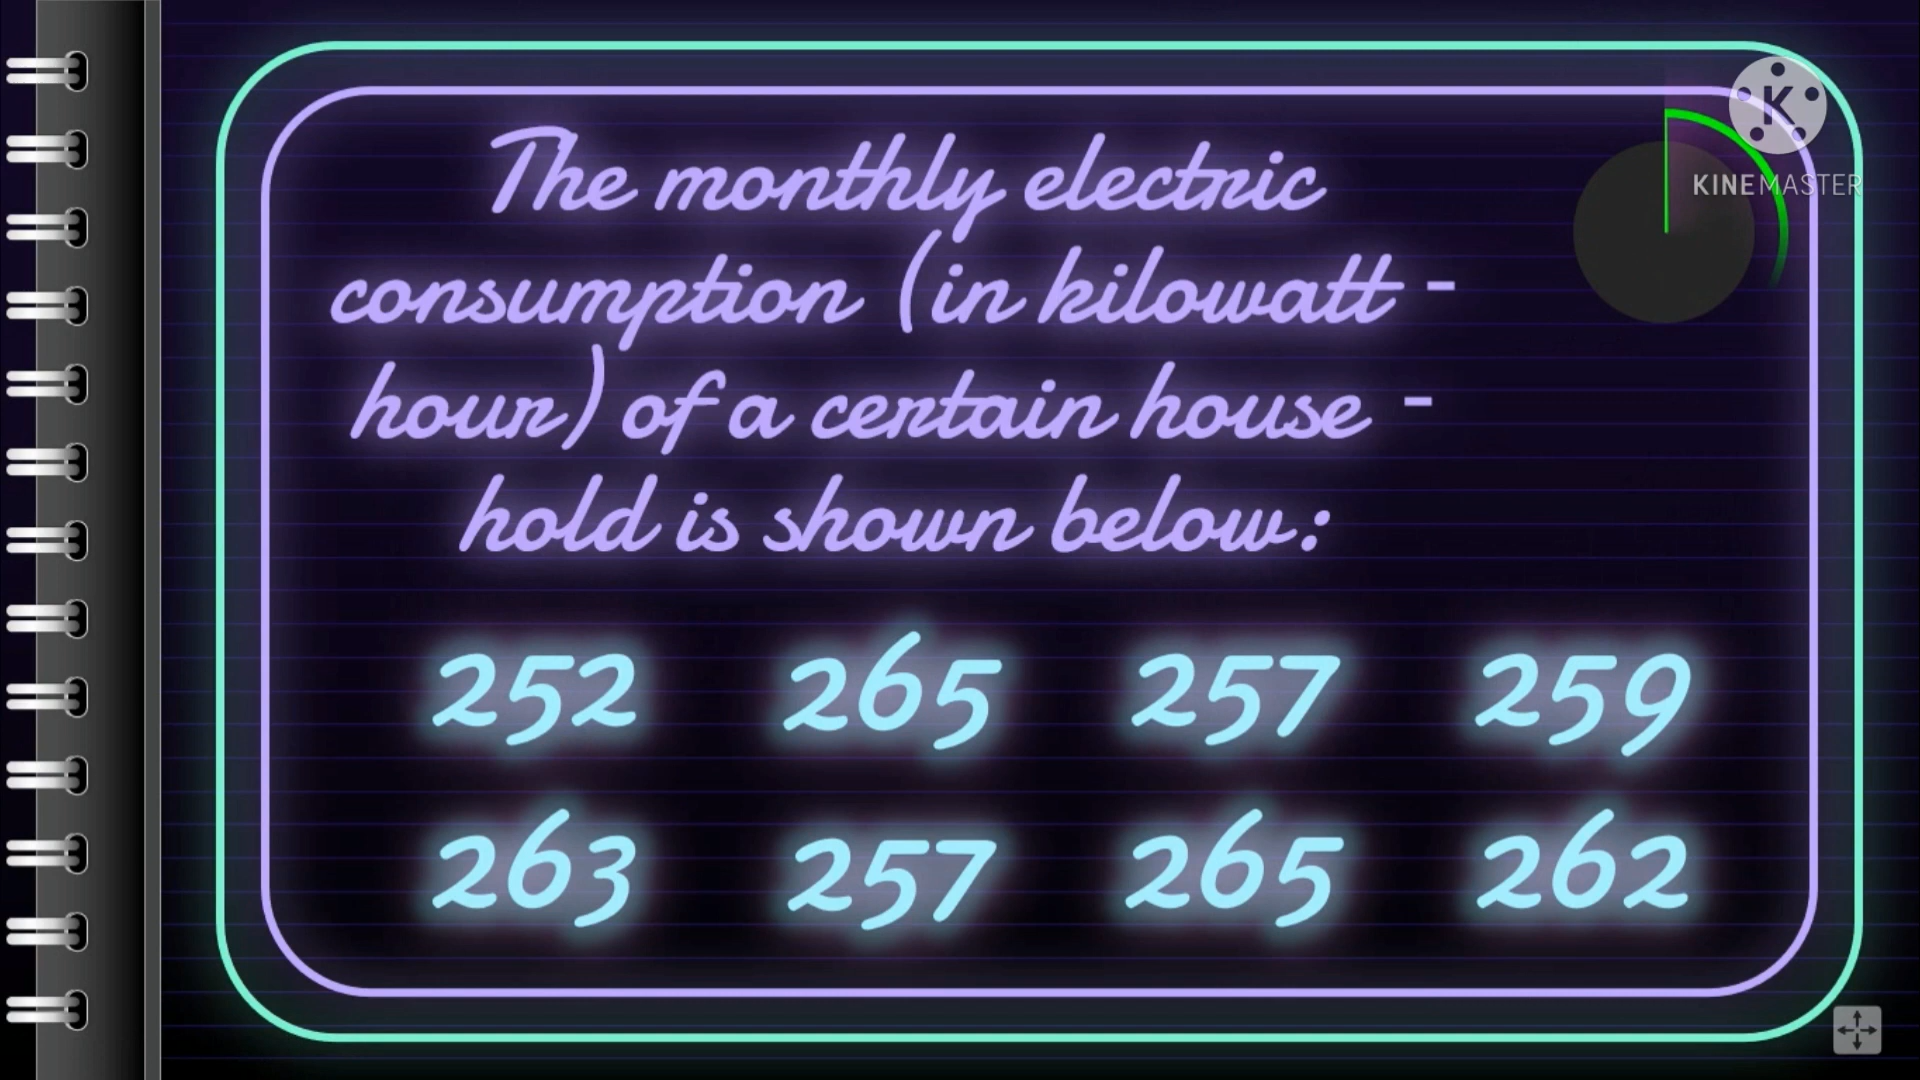 The monthly electric
consumption (in kilowatt -
hour) of a certain house -
hold is shown below:
252 265 257 259
263 257 265 262
K
KINEMASTER